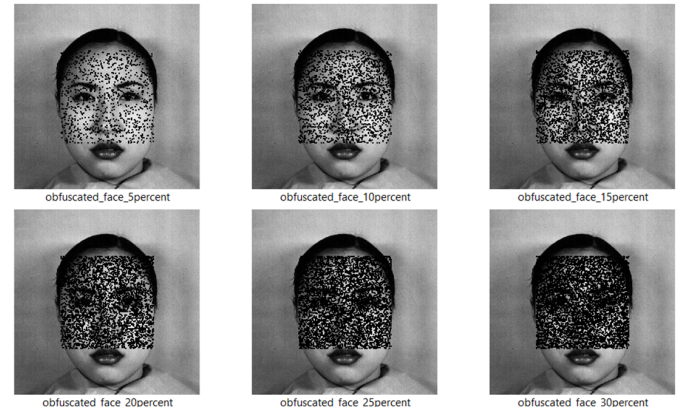 obfuscated_face_5percent
obfuscated_face_10percent
obfuscated_face_15percent
obfuscated_face_20percent
obfuscated_face_25percent
obfuscated_face_30percent